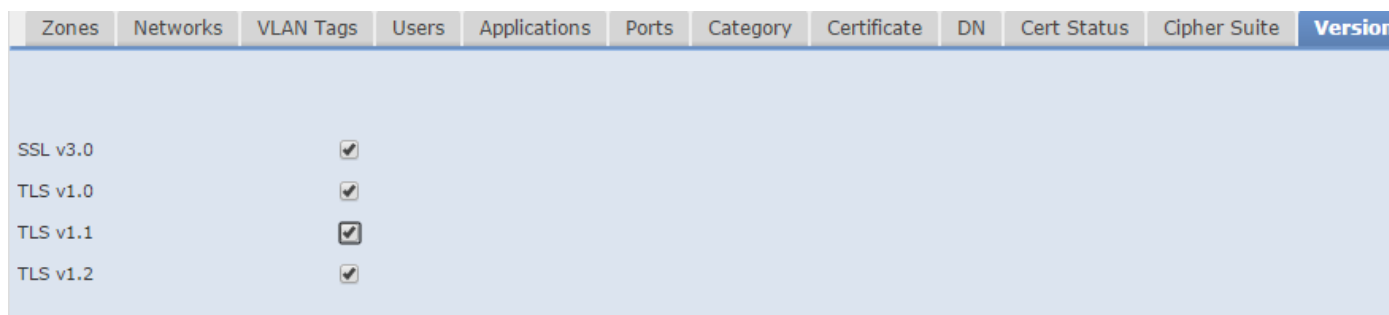 Zones Networks VLAN Tags Users Applications Ports Category Certificate DN Cert Status Cipher Suite Version
SSL v3.0
TLS v1.0
TLS v1.1
TLS v1.2